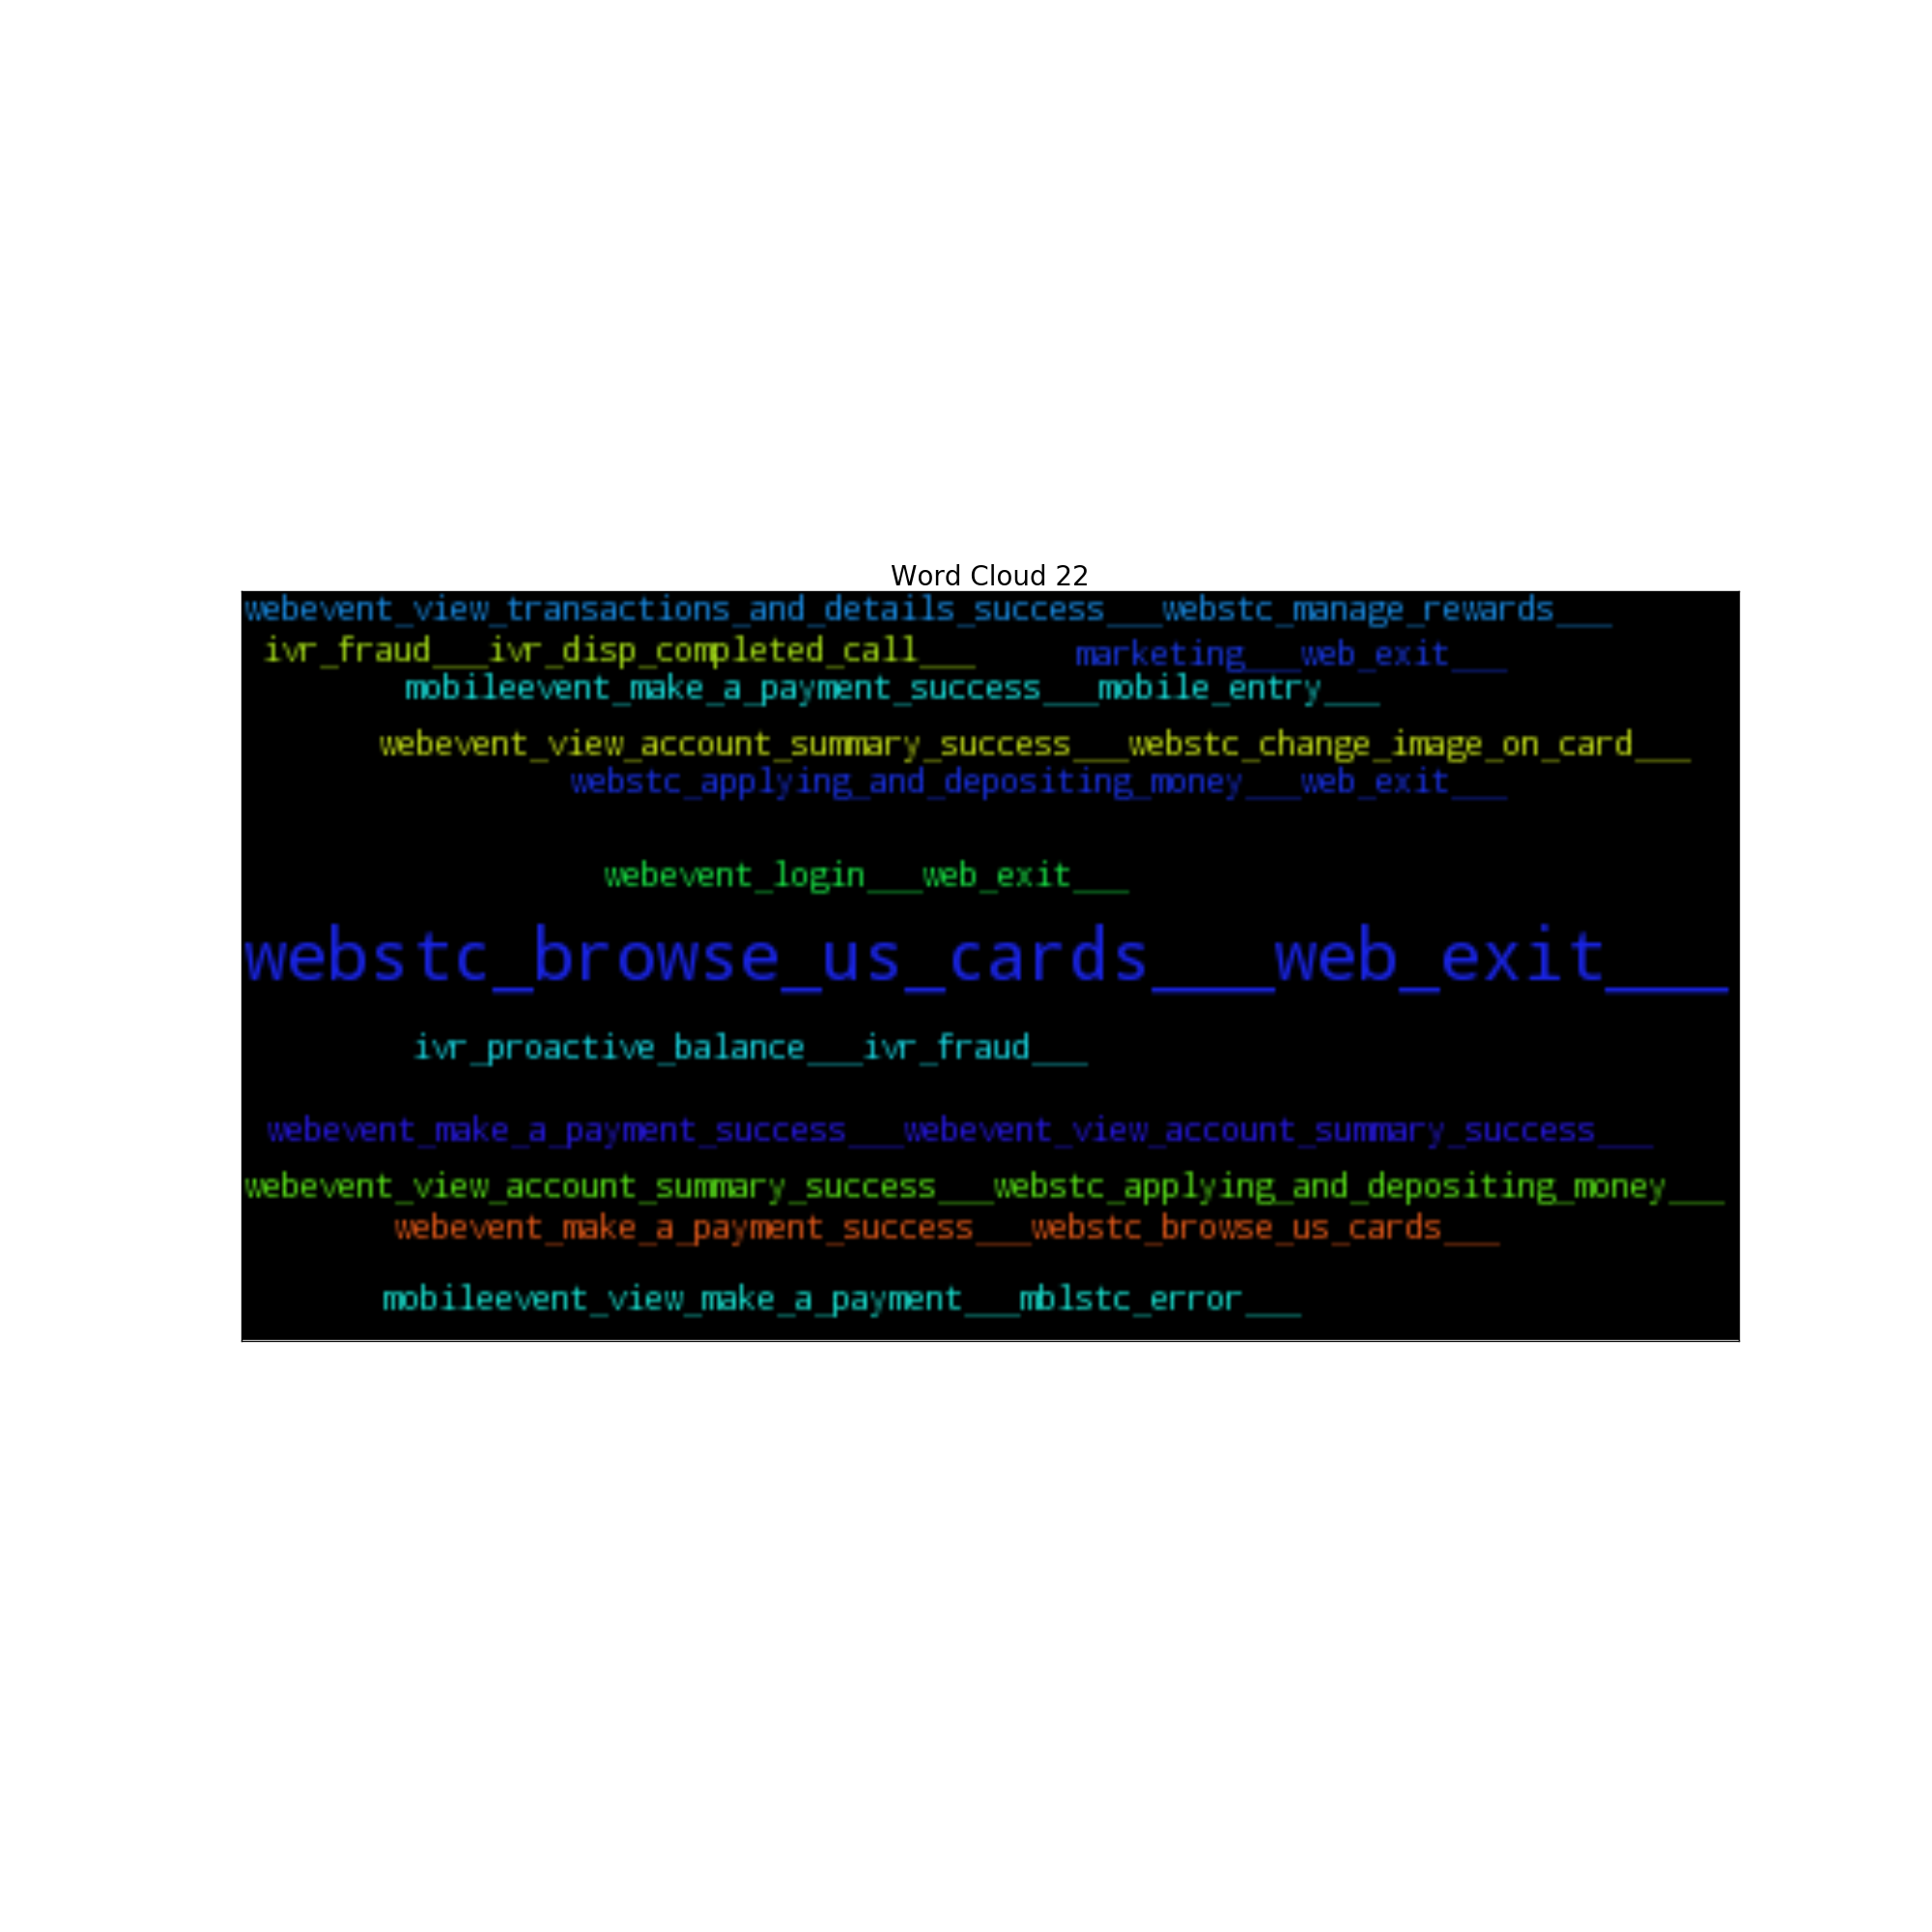 Word Cloud 22
webevent_view_transactions_and_details_success___webstc_manage_rewards___
ivr_fraud___ivr_disp_completed_call___ marketing___web_exit___
mobileevent_make_a_payment_success___mobile_entry___
webevent_view_account_summary_success___webstc_change_image_on_card___
webstc_applying_and_depositing_money___web_exit___
webevent_login___web_exit___
webstc_browse_us_cards___web_exit___
ivr_proactive_balance___ivr_fraud___
webevent_make_a_payment_success___webevent_view_account_summary_success___
webevent_view_account_summary_success___webstc_applying_and_depositing_money___
webevent_make_a_payment_success___webstc_browse_us_cards___
mobileevent_view_make_a_payment___mblstc_error___